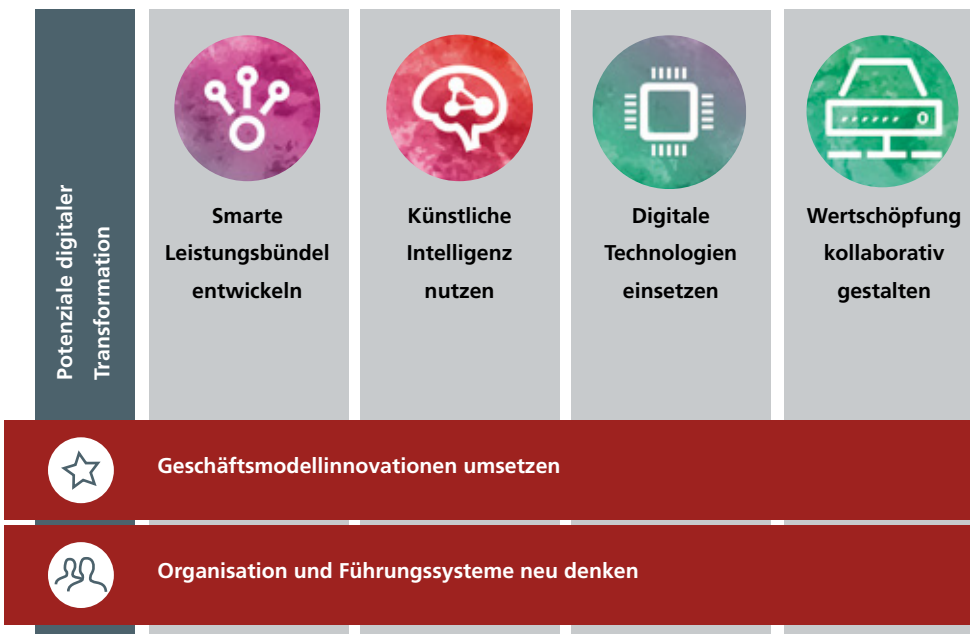 Potenziale digitaler
Transformation
Smarte
Leistungsbündel
entwickeln
Künstliche
Intelligenz
nutzen
Digitale
Technologien
einsetzen
Wertschöpfung
kollaborativ
gestalten
Geschäftsmodellinnovationen umsetzen
Organisation und Führungssysteme neu denken